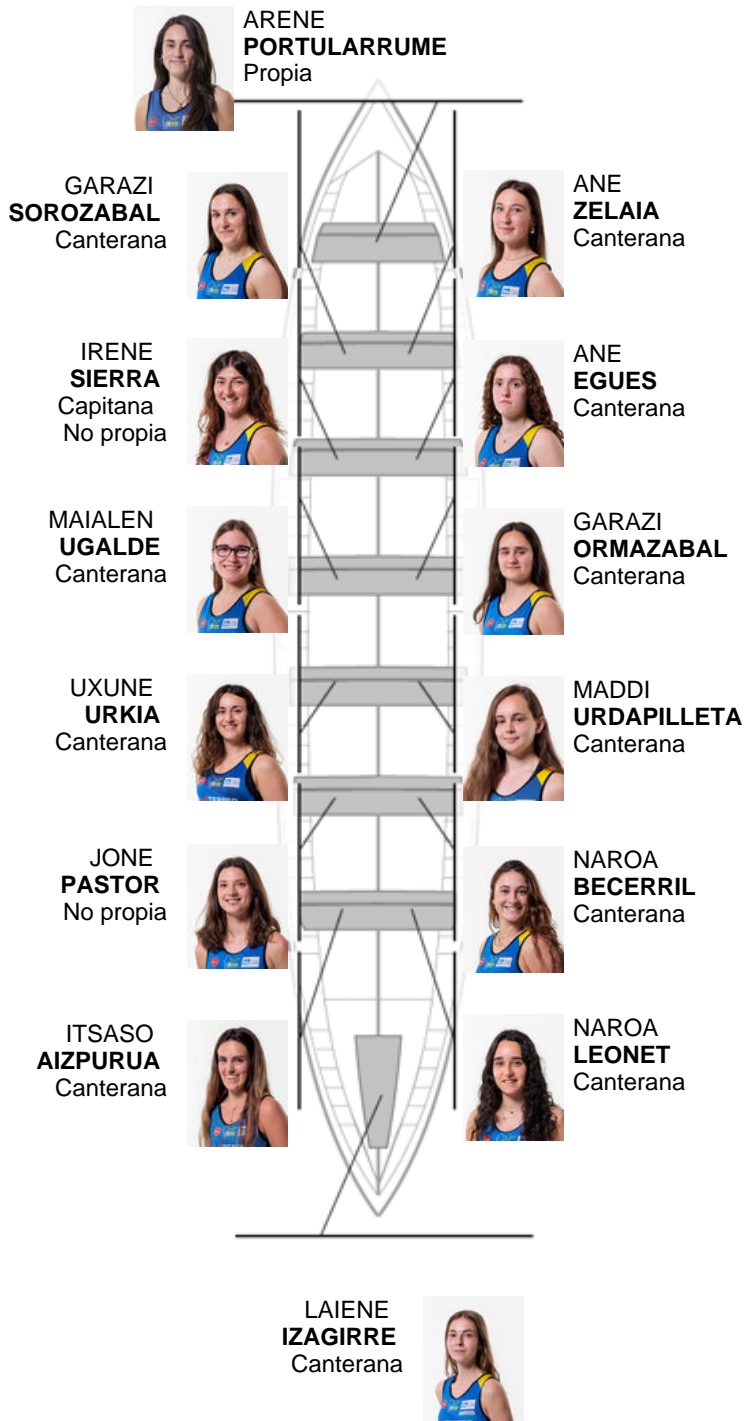 ARENE
PORTULARRUME
Propia
GARAZI
SOROZABAL
Canterana
ANE
ZELAIA
Canterana
IRENE
SIERRA
Capitana
No propia
ANE
EGUES
Canterana
MAIALEN
UGALDE
Canterana
GARAZI
ORMAZABAL
Canterana
UXUNE
URKIA
Canterana
MADDI
URDAPILLETA
Canterana
JONE
PASTOR
No propia
NAROA
BECERRIL
Canterana
ITSASO
AIZPURUA
Canterana
NAROA
LEONET
Canterana
LAIENE
IZAGIRRE
Canterana